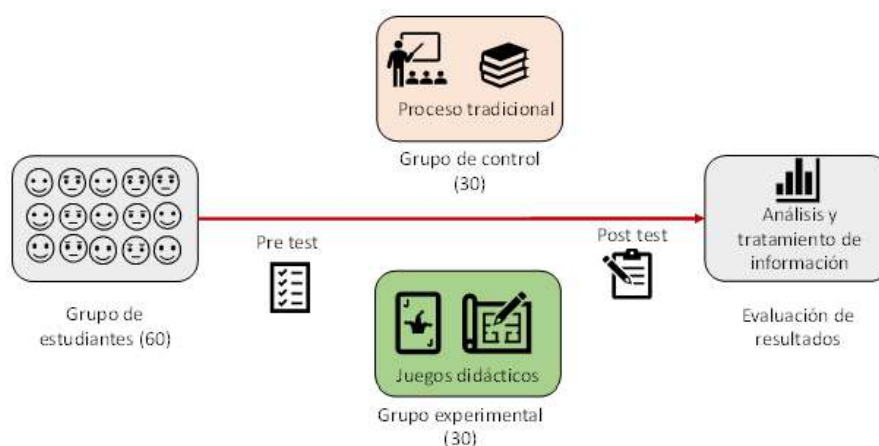 Proceso tradicional
Grupo de control
(30)
Pre test
Post test
Análisis y
tratamiento de
información
Grupo de
estudiantes (60)
J
J
Juegos didácticos
Evaluación de
resultados
Grupo experimental
(30)